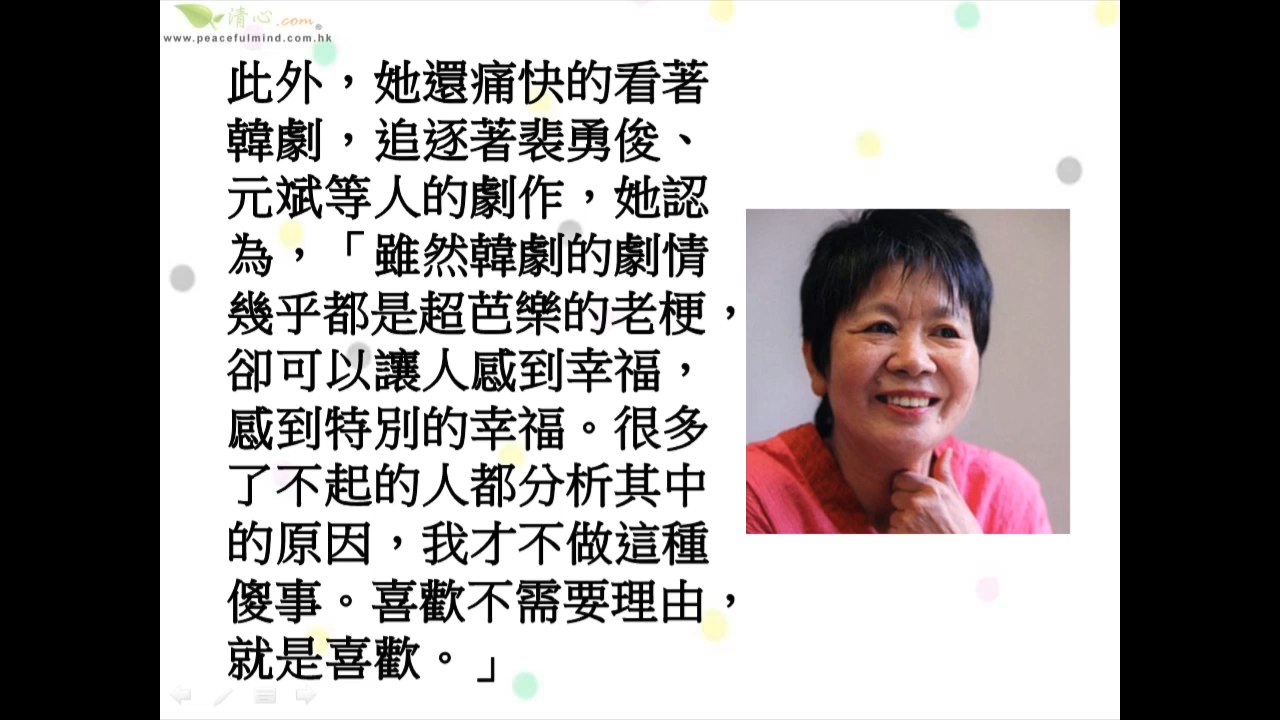 清心.com®
www.peacefulmind.com.hk
此外，她還痛快的看著
韓劇，追逐著裴勇俊、
元斌等人的劇作，她認
為，「雖然韓劇的劇情
幾乎都是超芭樂的老梗，
卻可以讓人感到幸福，
感到特別的幸福。很多
了不起的人都分析其中
的原因，我才不做這種
傻事。喜歡不需要理由，
就是喜歡。」